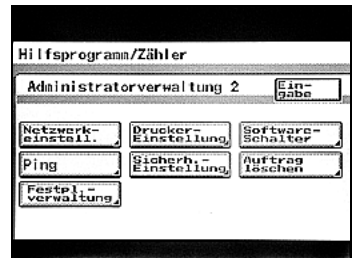 Hilfsprogramm/Zähler
Administratorverwaltung 2
Ein-
gabe
Netzwerk-
einstell.
Drucker-
Einstellung
Software-
Schalter
Ping
Sicherh.-
Einstellung
Auftrag
löschen
Festpl.-
verwaltung